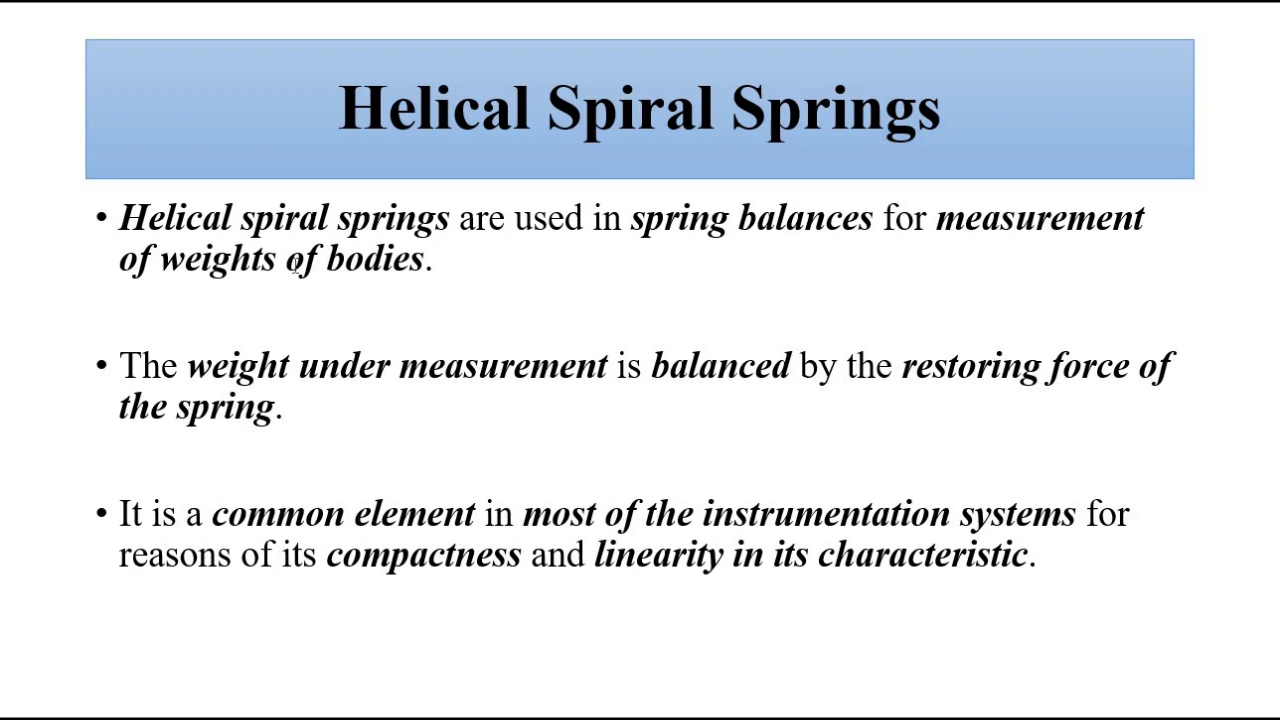 Helical Spiral Springs
• Helical spiral springs are used in spring balances for measurement
of weights of bodies.
• The weight under measurement is balanced by the restoring force of
the spring.
• It is a common element in most of the instrumentation systems for
reasons of its compactness and linearity in its characteristic.